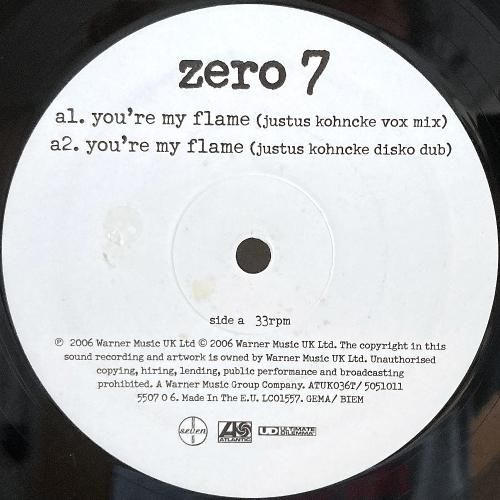 zero 7
a1. you're my flame (justus kohncke vox mix)
a2. you're my flame (justus kohncke disko dub)
side a 33rpm
℗ 2006 Warner Music UK Ltd © 2006 Warner Music UK Ltd. The copyright in this
sound recording and artwork is owned by Warner Music UK Ltd. Unauthorised
copying, hiring, lending, public performance and broadcasting
prohibited. A Warner Music Group Company. ATUK036T/ 5051011
5507 0 6. Made In The E.U. LC01557. GEMA/ BIEM
seven
ATLANTIC
UD ULTIMATE
DILEMMA